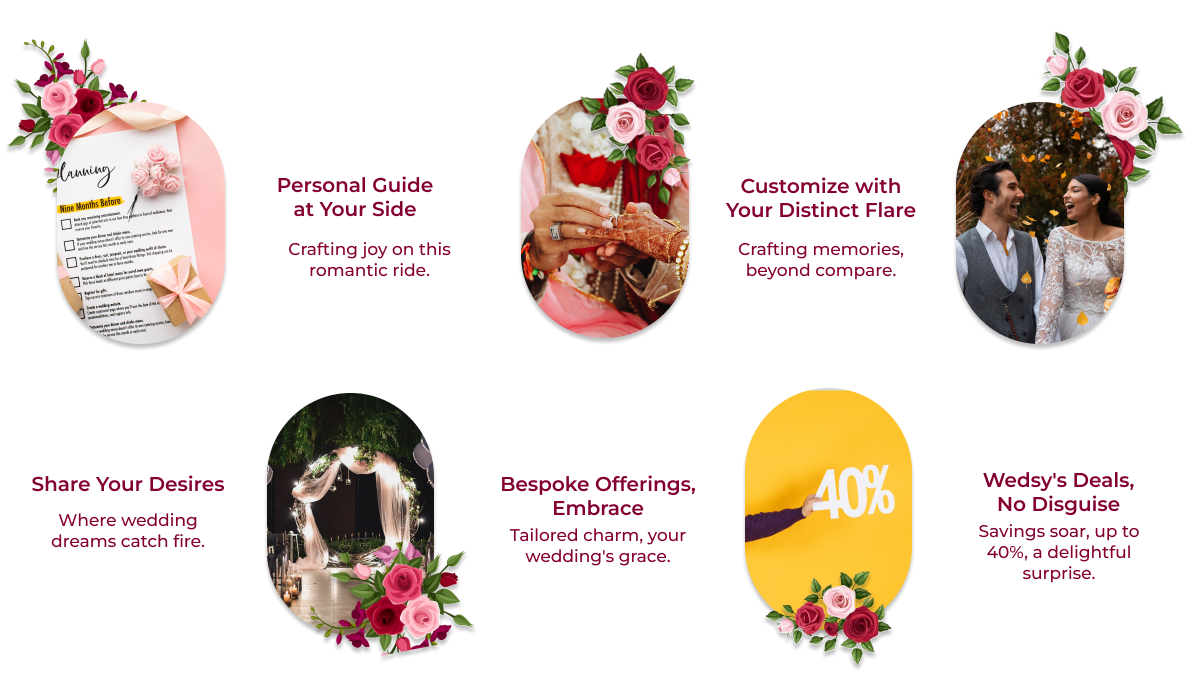 Planning
Nine Months Before
Personal Guide
at Your Side
Crafting joy on this
romantic ride.
Customize with
Your Distinct Flare
Crafting memories,
beyond compare.
Share Your Desires
Where wedding
dreams catch fire.
Bespoke Offerings,
Embrace
Tailored charm, your
wedding's grace.
40%
Wedsy's Deals,
No Disguise
Savings soar, up to
40%, a delightful
surprise.